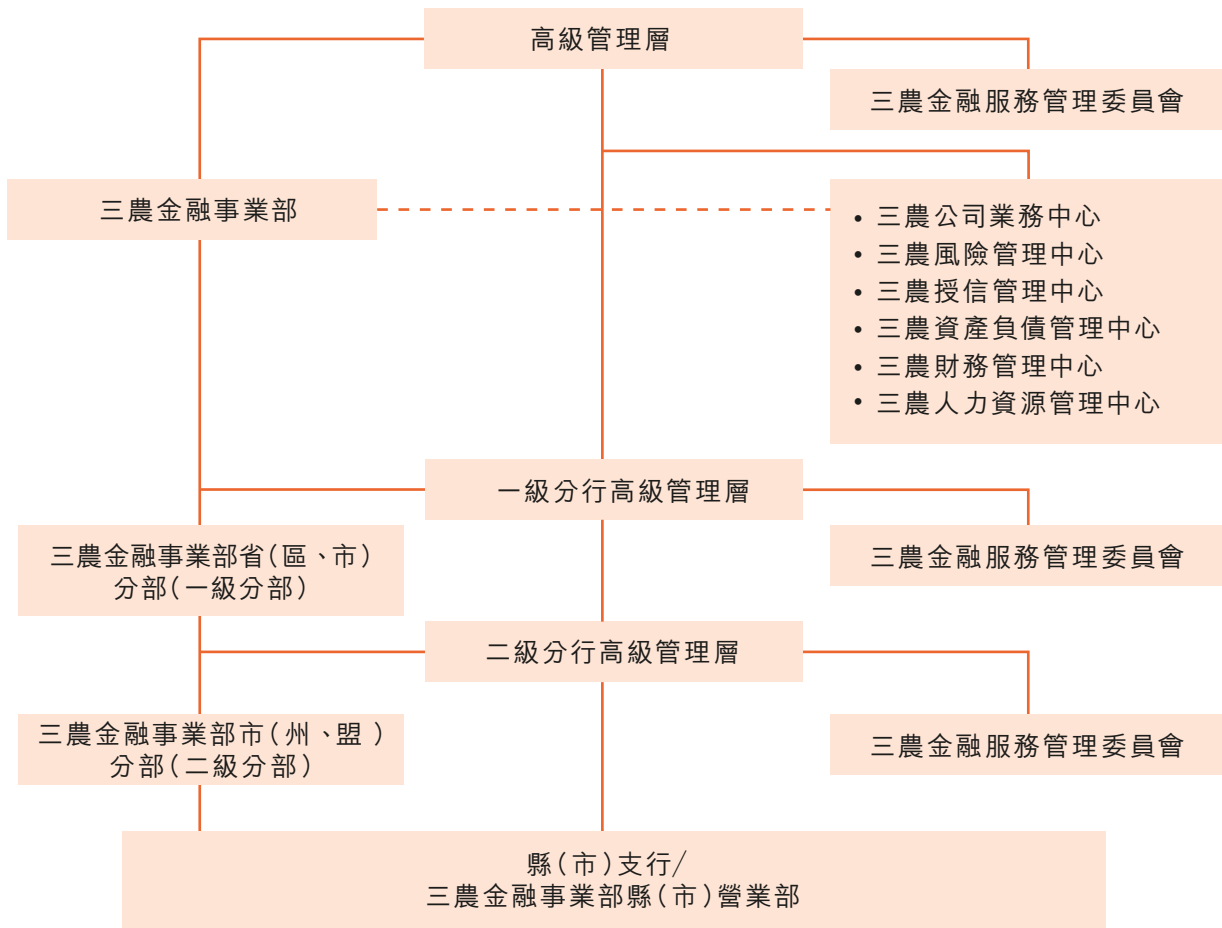 高級管理層
三農金融服務管理委員會
三農金融事業部
• 三農公司業務中心
• 三農風險管理中心
• 三農授信管理中心
• 三農資產負債管理中心
• 三農財務管理中心
• 三農人力資源管理中心
一級分行高級管理層
三農金融事業部省(區、市)
分部(一級分部)
三農金融服務管理委員會
二級分行高級管理層
三農金融事業部市(州、盟)
分部(二級分部)
三農金融服務管理委員會
縣(市)支行/
三農金融事業部縣(市)營業部